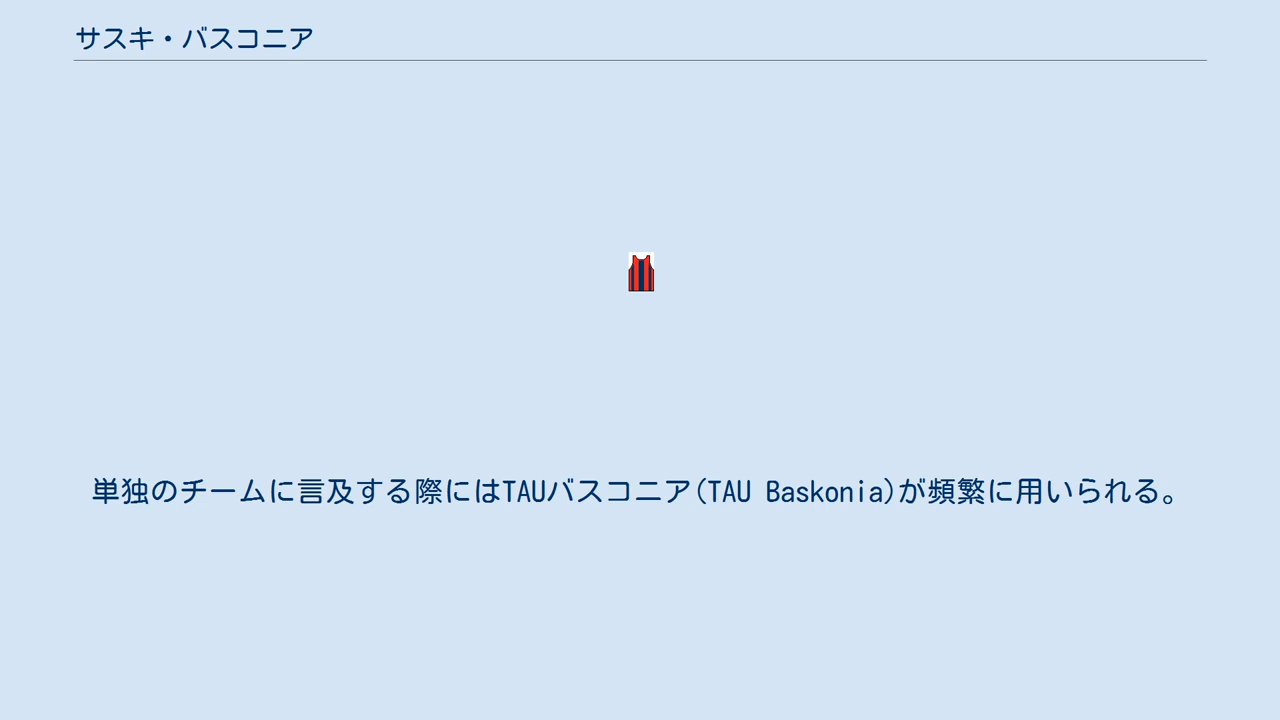 サスキ・バスコニア
単独のチームに言及する際にはTAUバスコニア(TAU Baskonia)が頻繁に用いられる。